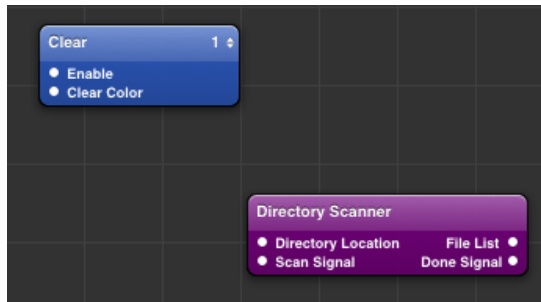 Clear 1
Enable
Clear Color
Directory Scanner
Directory Location File List
Scan Signal Done Signal